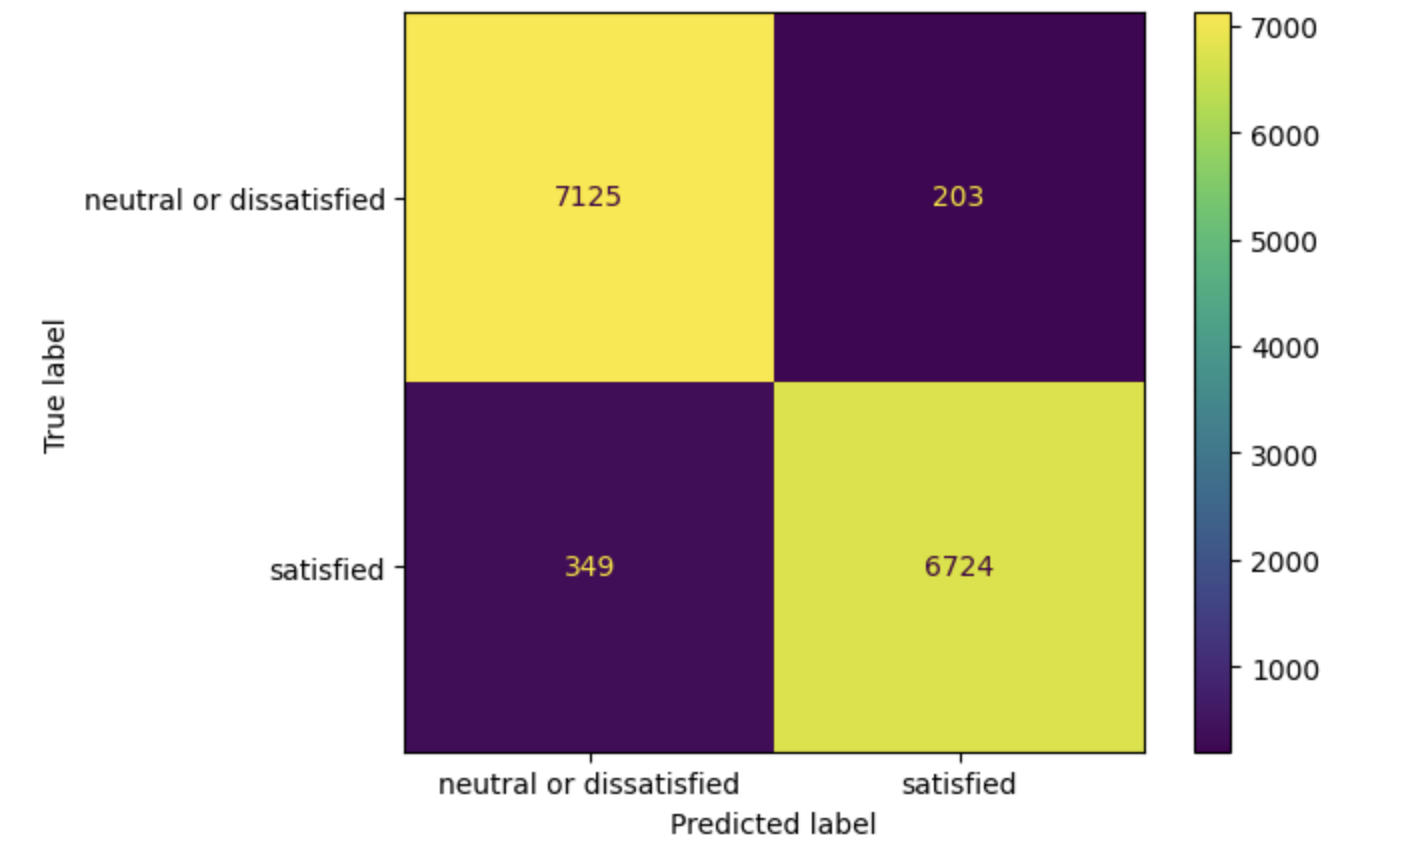 neutral or dissatisfied
satisfied
True label
7125
203
349
6724
neutral or dissatisfied
satisfied
Predicted label
7000
6000
5000
4000
3000
2000
1000